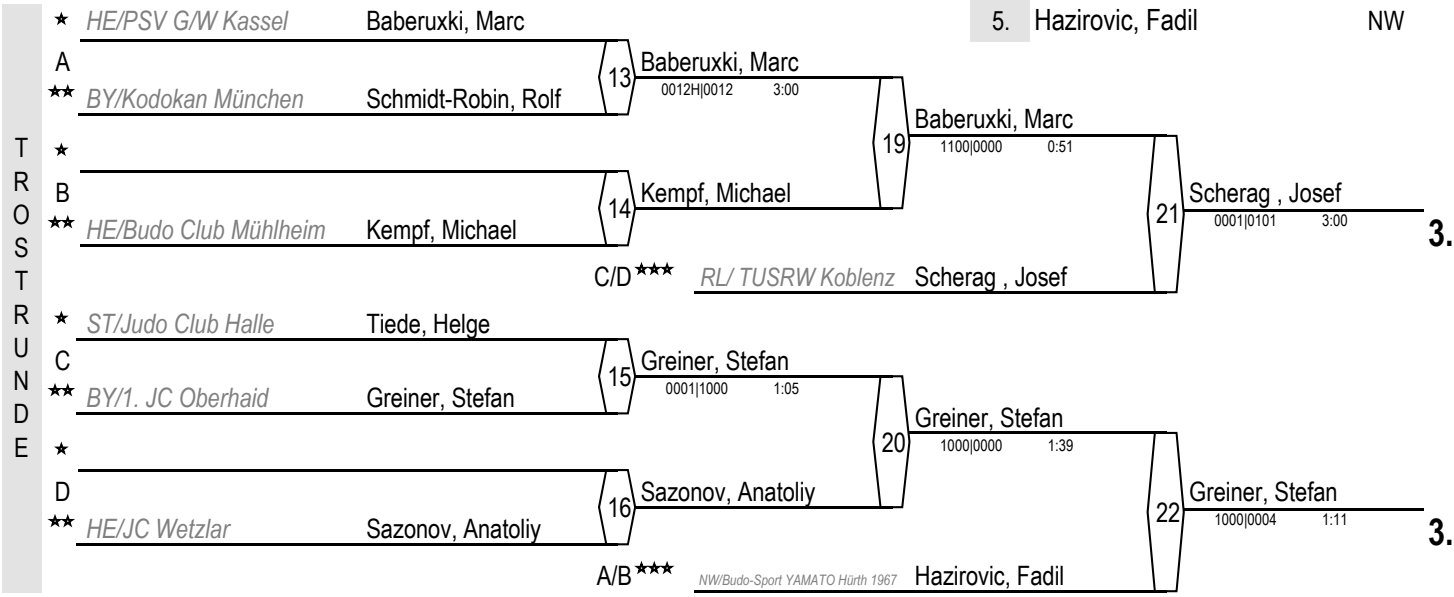 ★ HE/PSV G/W Kassel Baberuxki, Marc
5. Hazirovic, Fadil NW
A
13 Baberuxki, Marc
0012H|0012 3:00
★★ BY/Kodokan München Schmidt-Robin, Rolf
19 Baberuxki, Marc
1100|0000 0:51
★
B
14 Kempf, Michael
★★ HE/Budo Club Mühlheim Kempf, Michael
21 Scherag , Josef
0001|0101 3:00
3.
C/D ★★★ RL/ TUSRW Koblenz Scherag , Josef
TROSTRUNDE
★ ST/Judo Club Halle Tiede, Helge
C
15 Greiner, Stefan
0001|1000 1:05
★★ BY/1. JC Oberhaid Greiner, Stefan
20 Greiner, Stefan
1000|0000 1:39
★
D
16 Sazonov, Anatoliy
★★ HE/JC Wetzlar Sazonov, Anatoliy
22 Greiner, Stefan
1000|0004 1:11
3.
A/B ★★★ NW/Budo-Sport YAMATO Hürth 1967 Hazirovic, Fadil